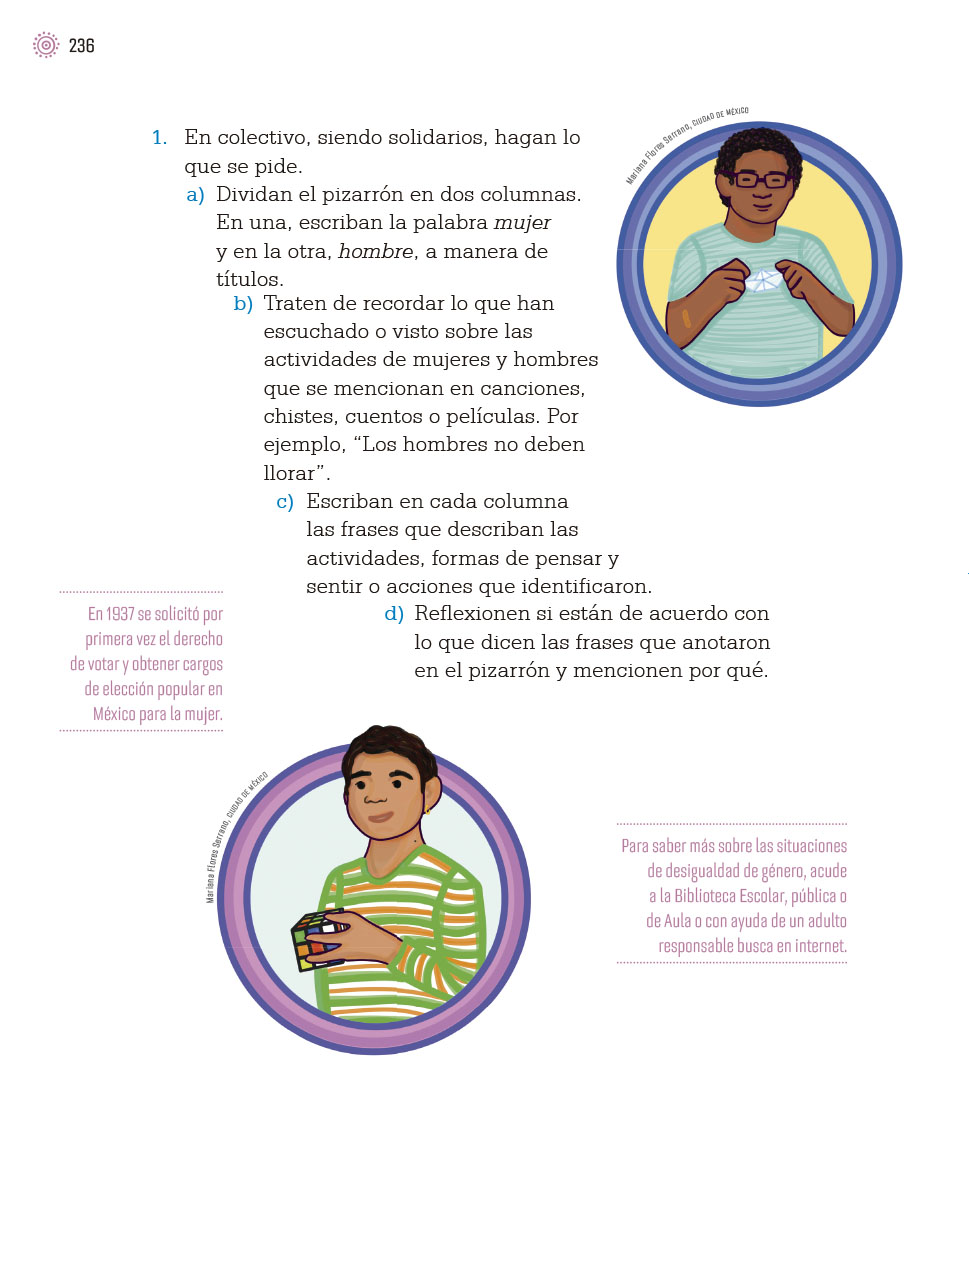 236
Mariana Flores Serrano, CIUDAD DE MÉXICO
1. En colectivo, siendo solidarios, hagan lo
que se pide.
a) Dividan el pizarrón en dos columnas.
En una, escriban la palabra mujer
y en la otra, hombre, a manera de
títulos.
b) Traten de recordar lo que han
escuchado o visto sobre las
actividades de mujeres y hombres
que se mencionan en canciones,
chistes, cuentos o películas. Por
ejemplo, “Los hombres no deben
llorar”.
c) Escriban en cada columna
las frases que describan las
actividades, formas de pensar y
sentir o acciones que identificaron.
d) Reflexionen si están de acuerdo con
lo que dicen las frases que anotaron
en el pizarrón y mencionen por qué.
En 1937 se solicitó por
primera vez el derecho
de votar y obtener cargos
de elección popular en
México para la mujer.
Mariana Flores Serrano, CIUDAD DE MÉXICO
Para saber más sobre las situaciones
de desigualdad de género, acude
a la Biblioteca Escolar, pública o
de Aula o con ayuda de un adulto
responsable busca en internet.